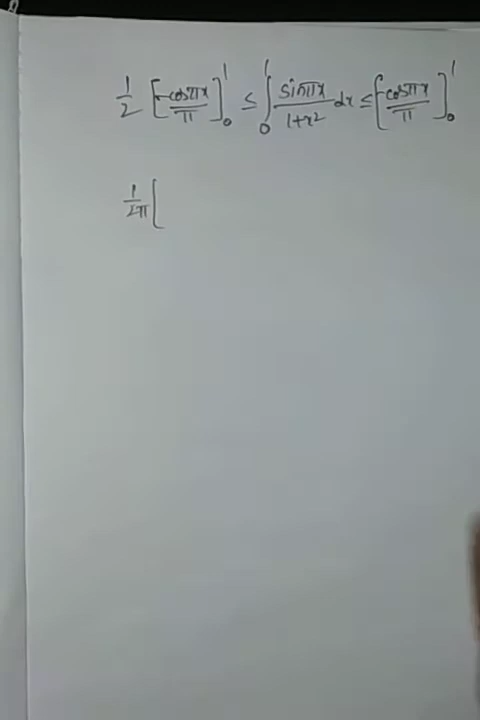 1/2 [-cosπx/π]₀¹ ≤ ∫₀¹ sinπx/1+x² dx ≤ [-cosπx/π]₀¹
1/2π [